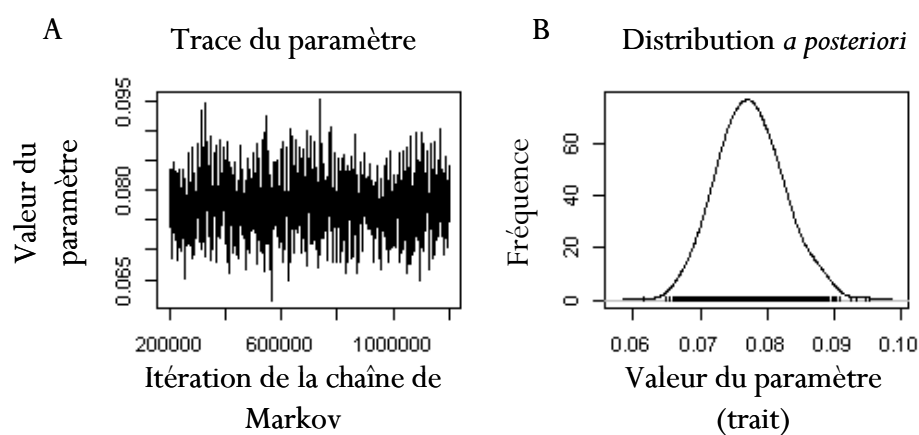 A
Trace du paramètre
Valeur du
paramètre
0.095
0.080
0.065
200000 600000 1000000
Itération de la chaîne de
Markov
B
Distribution a posteriori
Fréquence
60
40
20
0
0.06 0.07 0.08 0.09 0.10
Valeur du paramètre
(trait)